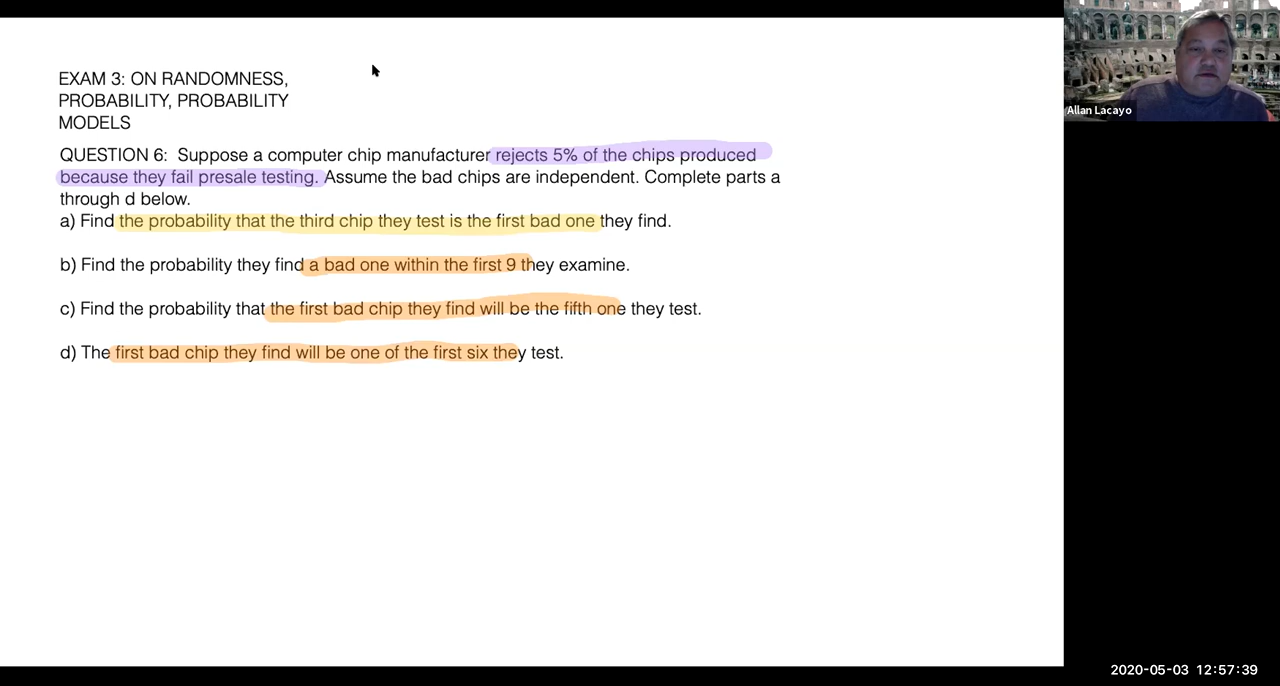 EXAM 3: ON RANDOMNESS,
PROBABILITY, PROBABILITY
MODELS
QUESTION 6: Suppose a computer chip manufacturer rejects 5% of the chips produced
because they fail presale testing. Assume the bad chips are independent. Complete parts a
through d below.
a) Find the probability that the third chip they test is the first bad one they find.
b) Find the probability they find a bad one within the first 9 they examine.
c) Find the probability that the first bad chip they find will be the fifth one they test.
d) The first bad chip they find will be one of the first six they test.
Allan Lacayo
2020-05-03 12:57:39